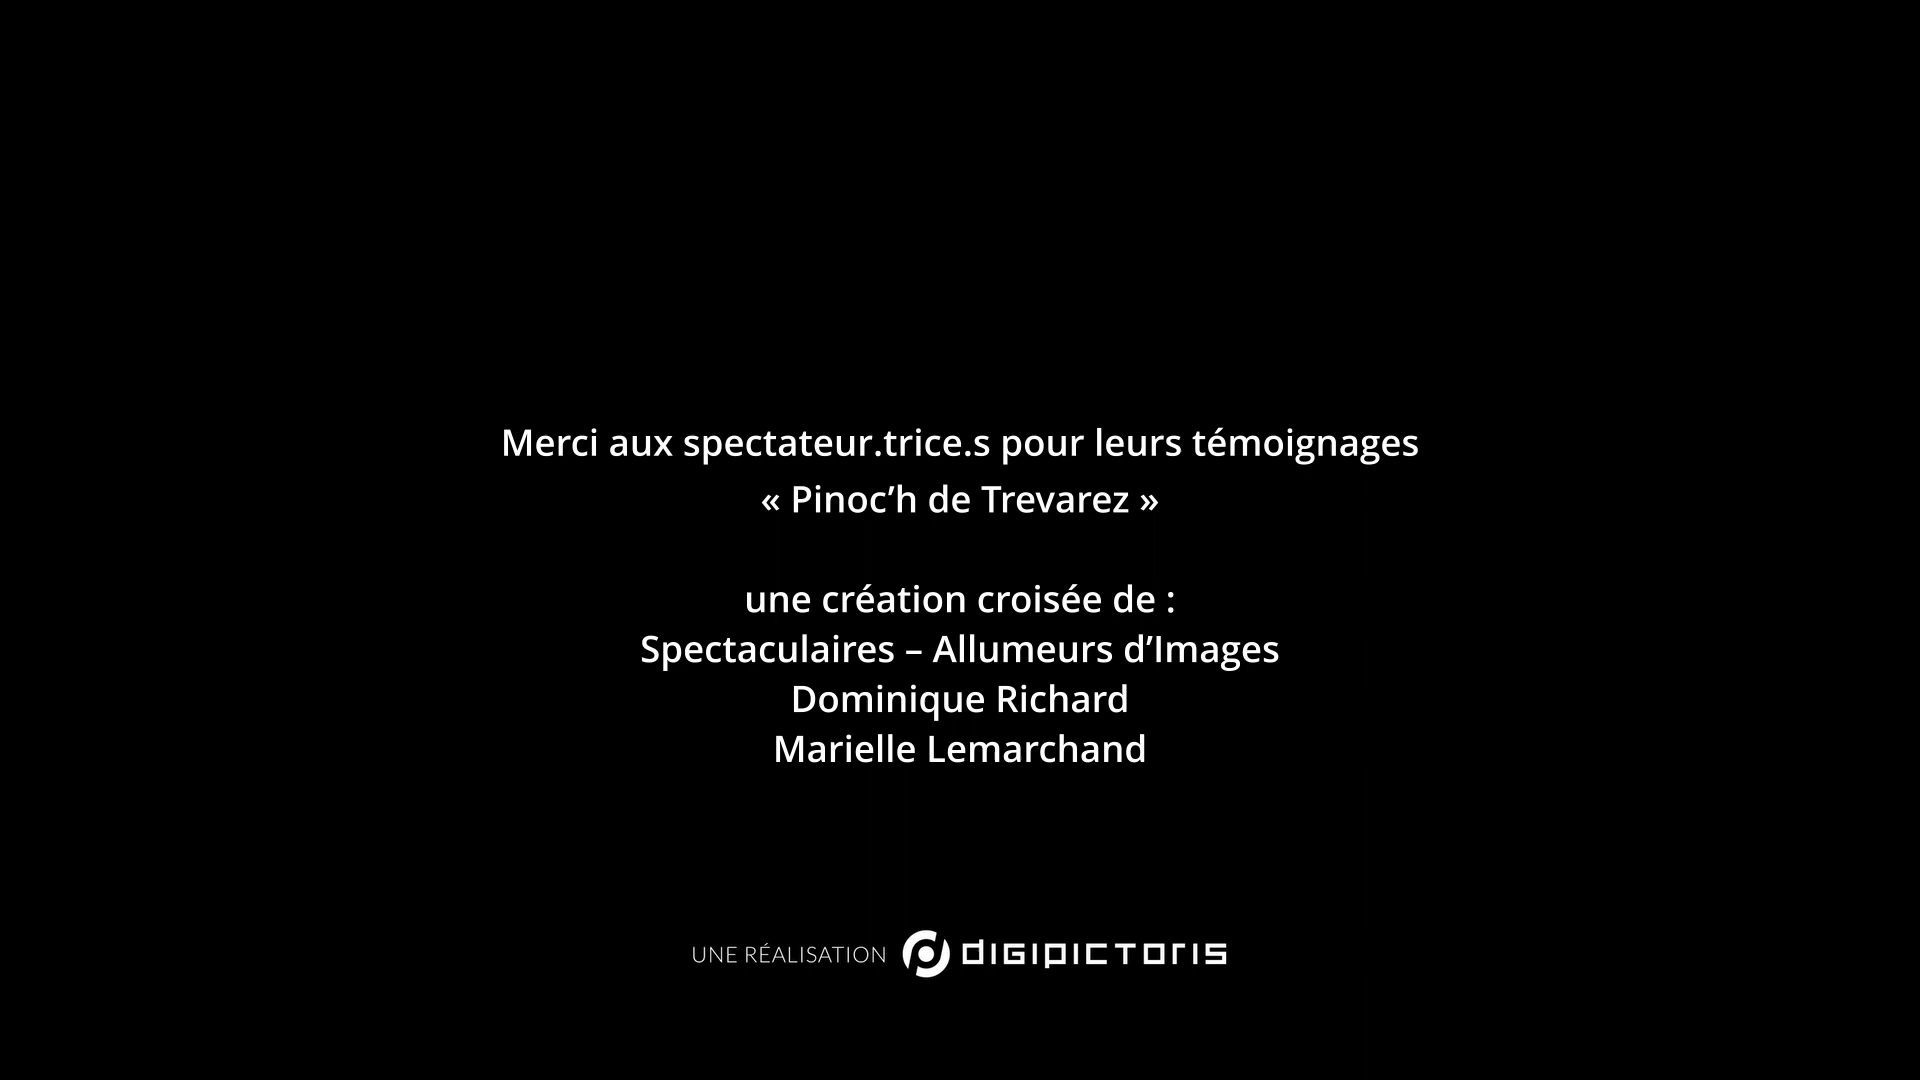 Merci aux spectateur.trice.s pour leurs témoignages
« Pinoc’h de Trevarez »
une création croisée de :
Spectaculaires – Allumeurs d’Images
Dominique Richard
Marielle Lemarchand
UNE RÉALISATION DIGIPICTORIS